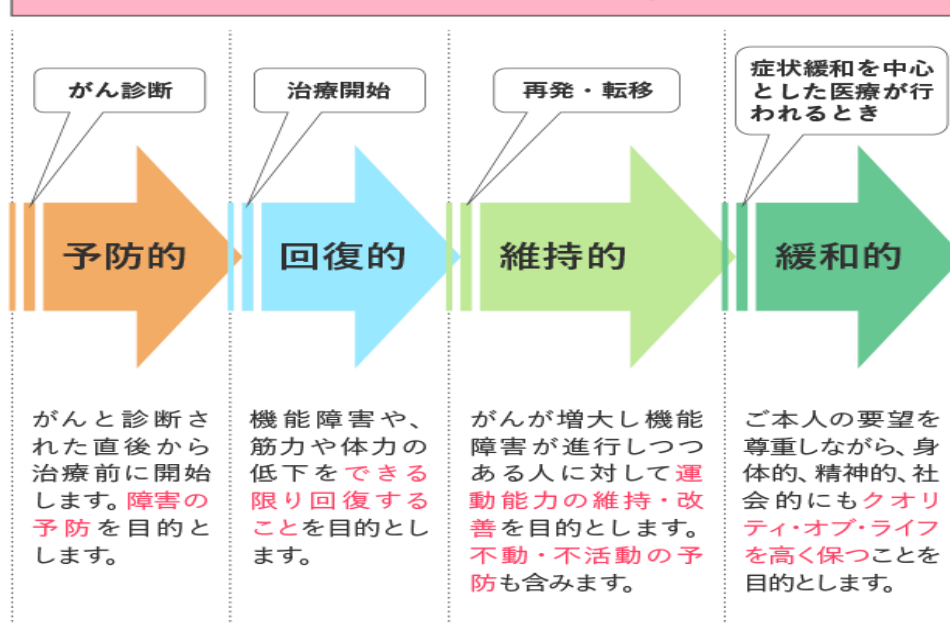 がん診断
予防的
がんと診断さ
れた直後から
治療前に開始
します。障害の
予防を目的と
します。
治療開始
回復的
機能障害や、
筋力や体力の
低下をできる
限り回復する
ことを目的とし
ます。
再発・転移
維持的
がんが増大し機能
障害が進行しつつ
ある人に対して運
動能力の維持・改
善を目的とします。
不動・不活動の予
防も含みます。
症状緩和を中心
とした医療が行
われるとき
緩和的
ご本人の要望を
尊重しながら、身
体的、精神的、社
会的にもクオリ
ティ・オブ・ライフ
を高く保つことを
目的とします。